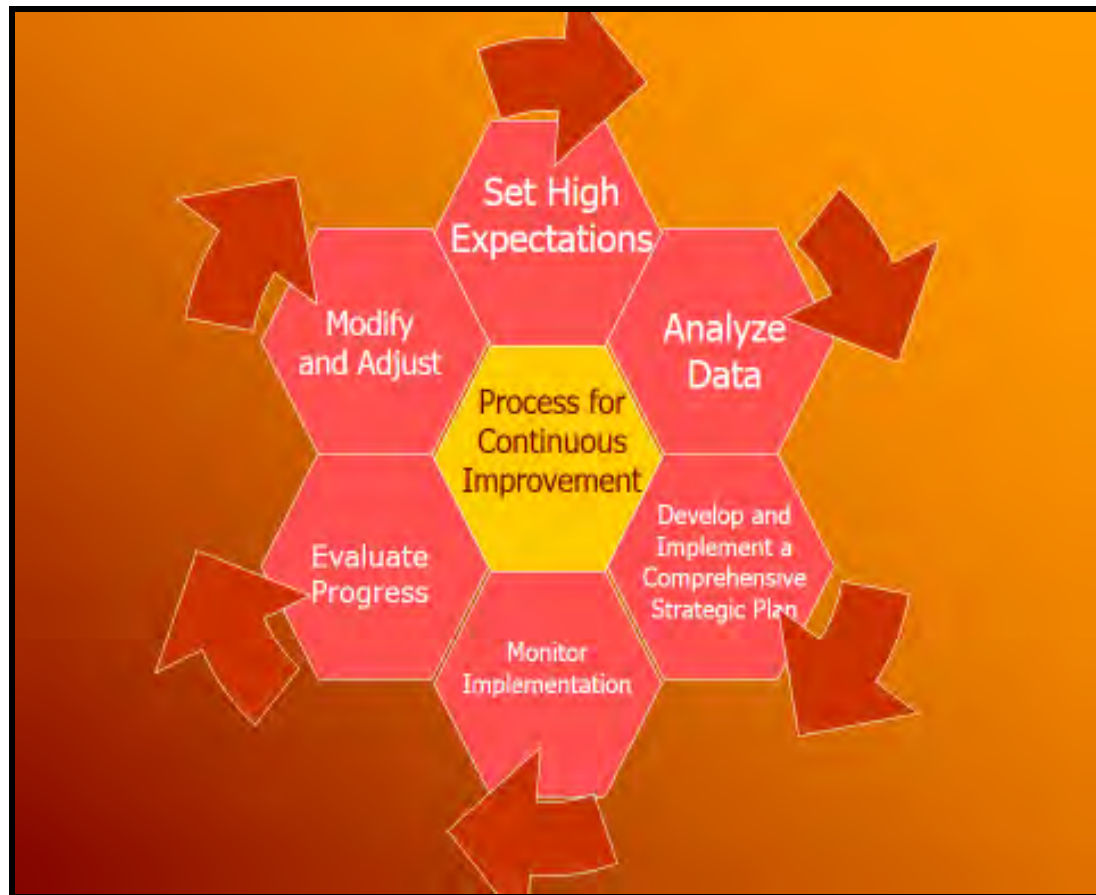 Set High
Expectations
Analyze
Data
Develop and
Implement a
Comprehensive
Strategic Plan
Monitor
Implementation
Evaluate
Progress
Modify
and Adjust
Process for
Continuous
Improvement